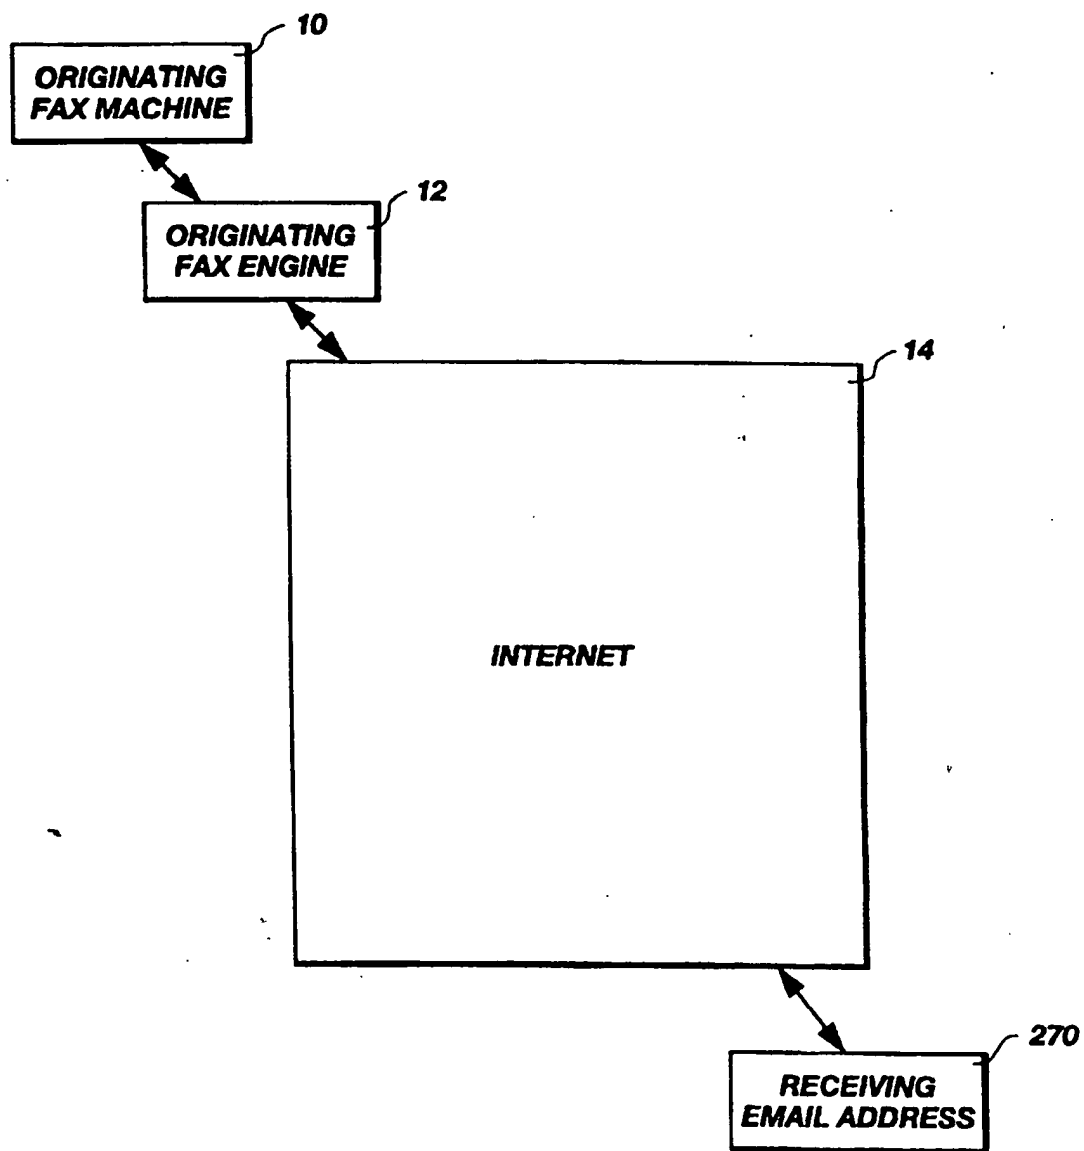 10
ORIGINATING
FAX MACHINE
12
ORIGINATING
FAX ENGINE
14
INTERNET
270
RECEIVING
EMAIL ADDRESS